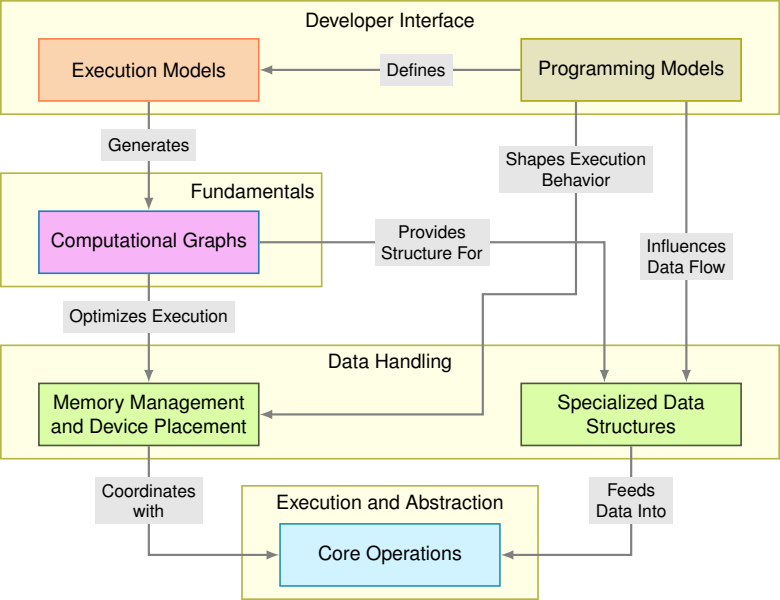 Developer Interface
Execution Models
Defines
Programming Models
Generates
Shapes Execution
Behavior
Fundamentals
Computational Graphs
Provides
Structure For
Influences
Data Flow
Optimizes Execution
Data Handling
Memory Management
and Device Placement
Specialized Data
Structures
Coordinates
with
Execution and Abstraction
Feeds
Data Into
Core Operations